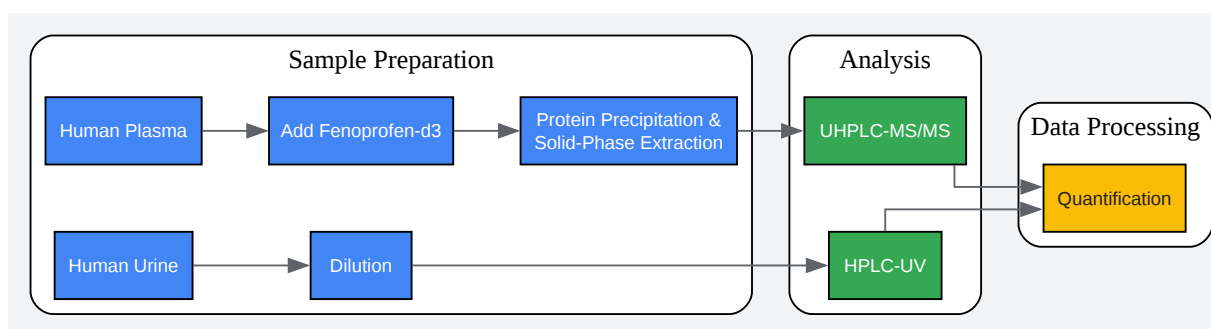 Sample Preparation
Human Plasma
Add Fenoprofen-d3
Protein Precipitation &
Solid-Phase Extraction
Human Urine
Dilution
Analysis
UHPLC-MS/MS
HPLC-UV
Data Processing
Quantification